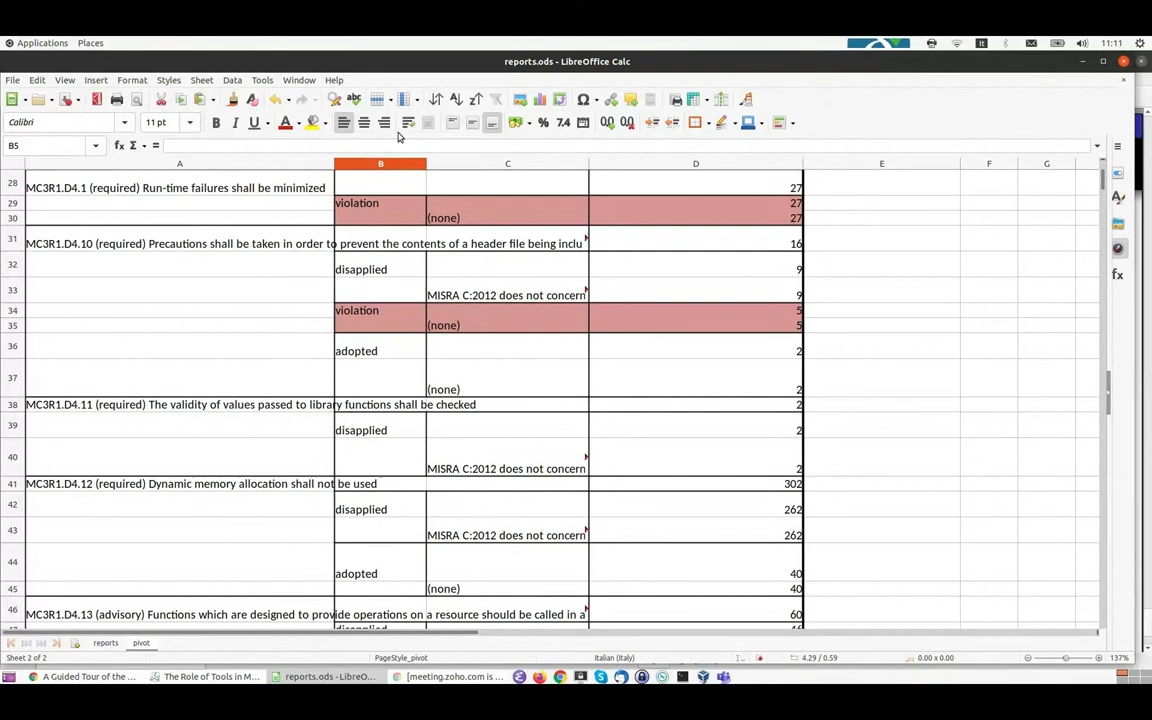 Applications Places 11:11
reports.ods - LibreOffice Calc
File Edit View Insert Format Styles Sheet Data Tools Window Help
Calibri 11 pt
B5
A B C D E F G
28 MC3R1.D4.1 (required) Run-time failures shall be minimized 27
29 violation 27
30 (none) 27
31 MC3R1.D4.10 (required) Precautions shall be taken in order to prevent the contents of a header file being inclu 16
32 disapplied 9
33 MISRA C:2012 does not concern 9
34 violation 5
35 (none) 5
36 adopted 2
37 (none) 2
38 MC3R1.D4.11 (required) The validity of values passed to library functions shall be checked 2
39 disapplied 2
40 MISRA C:2012 does not concern 2
41 MC3R1.D4.12 (required) Dynamic memory allocation shall not be used 302
42 disapplied 262
43 MISRA C:2012 does not concern 262
44 adopted 40
45 (none) 40
46 MC3R1.D4.13 (advisory) Functions which are designed to provide operations on a resource should be called in a 60
reports pivot
Sheet 2 of 2 PageStyle_pivot Italian (Italy) 4.29 / 0.59 0.00 x 0.00 137%
A Guided Tour of the ... The Role of Tools in M... reports.ods - LibreO... [meeting.zoho.com is ...